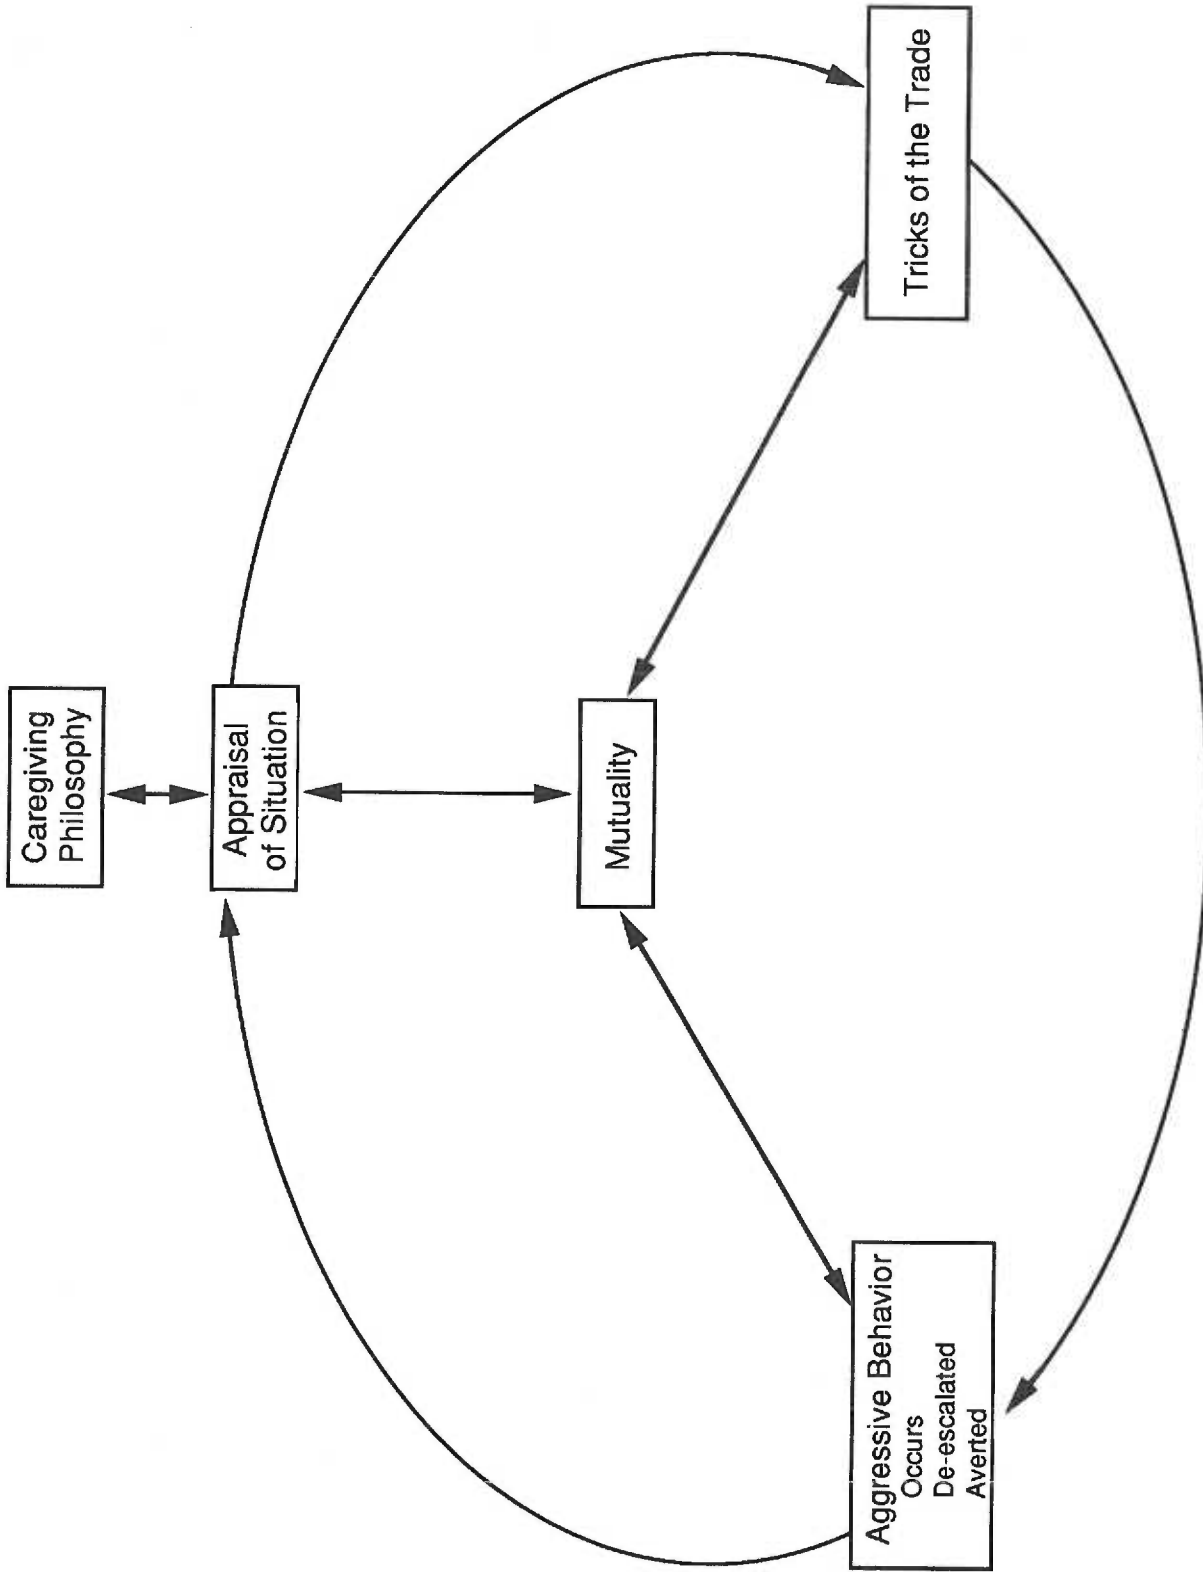 Caregiving
Philosophy
Appraisal
of Situation
Mutuality
Aggressive Behavior
Occurs
De-escalated
Averted
Tricks of the Trade